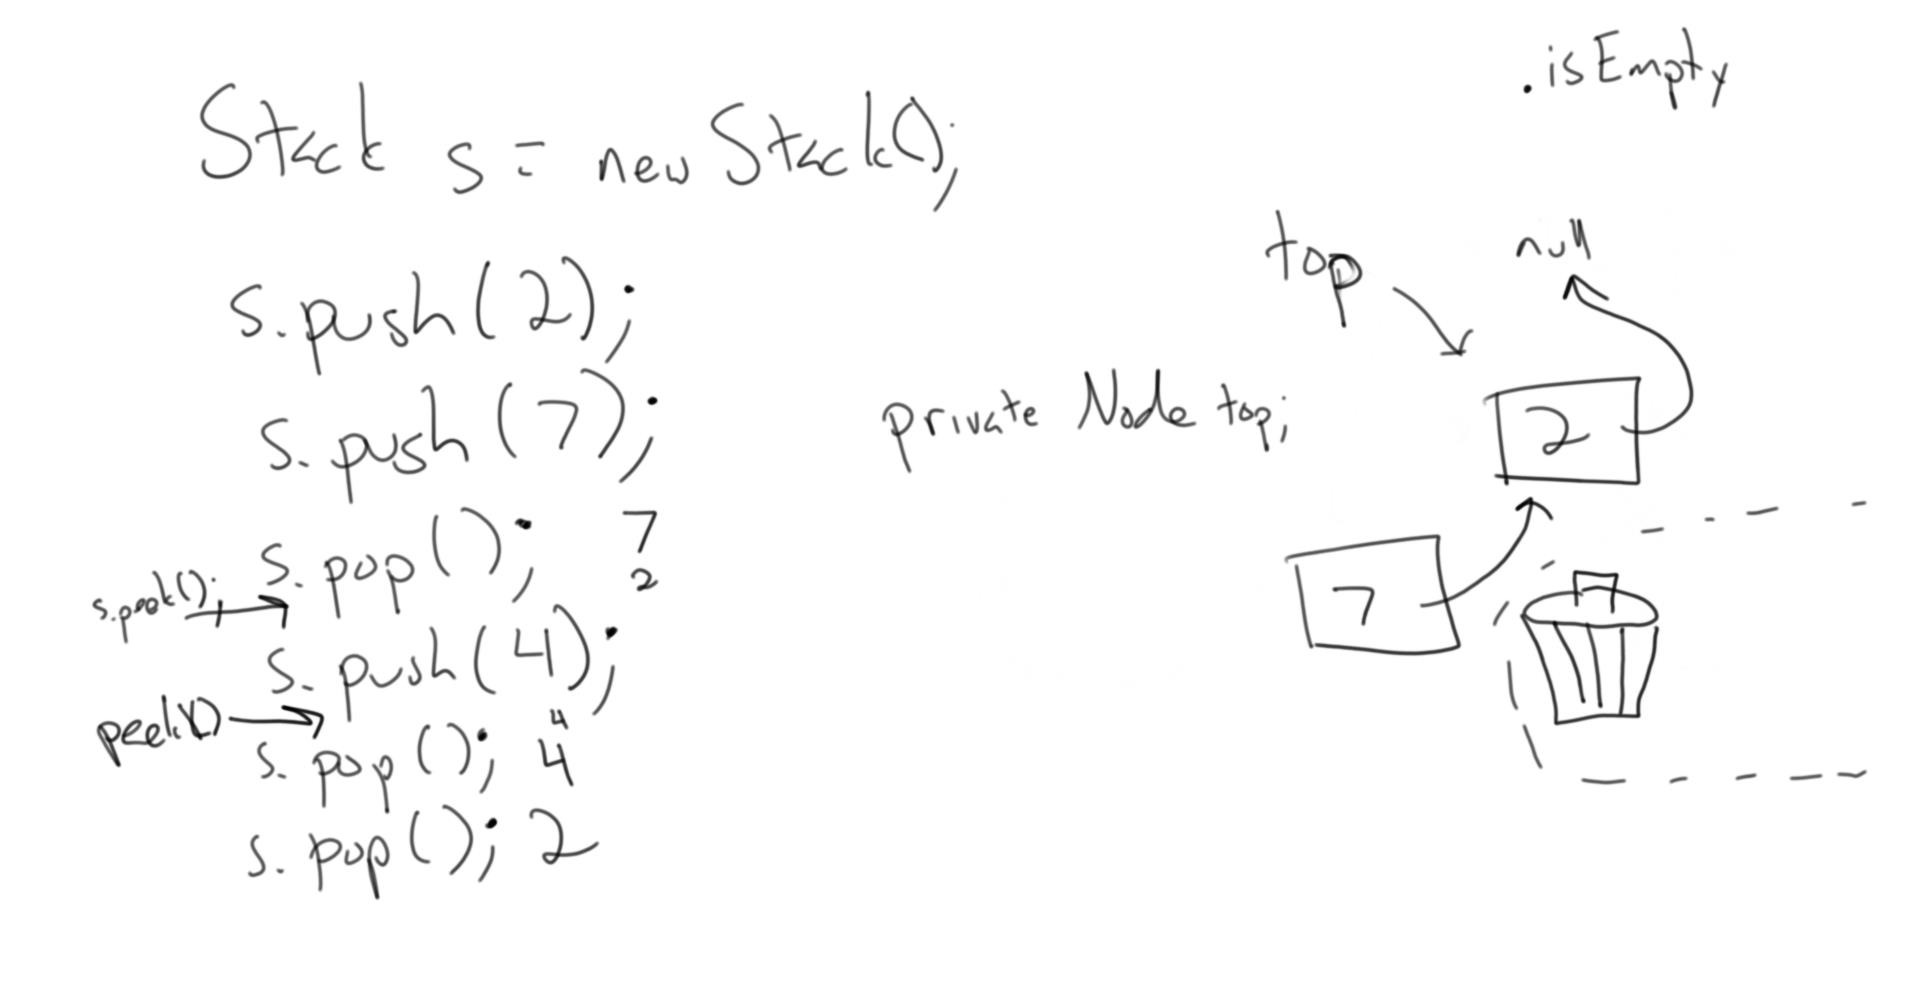 .isEmpty
Stack s = new Stack();
top
null
s.push(2);
s.push(7);
private Node top;
2
s.pop(); 7
7
s.peek(); 2
s.push(4);
peek() 4
s.pop(); 4
s.pop(); 2